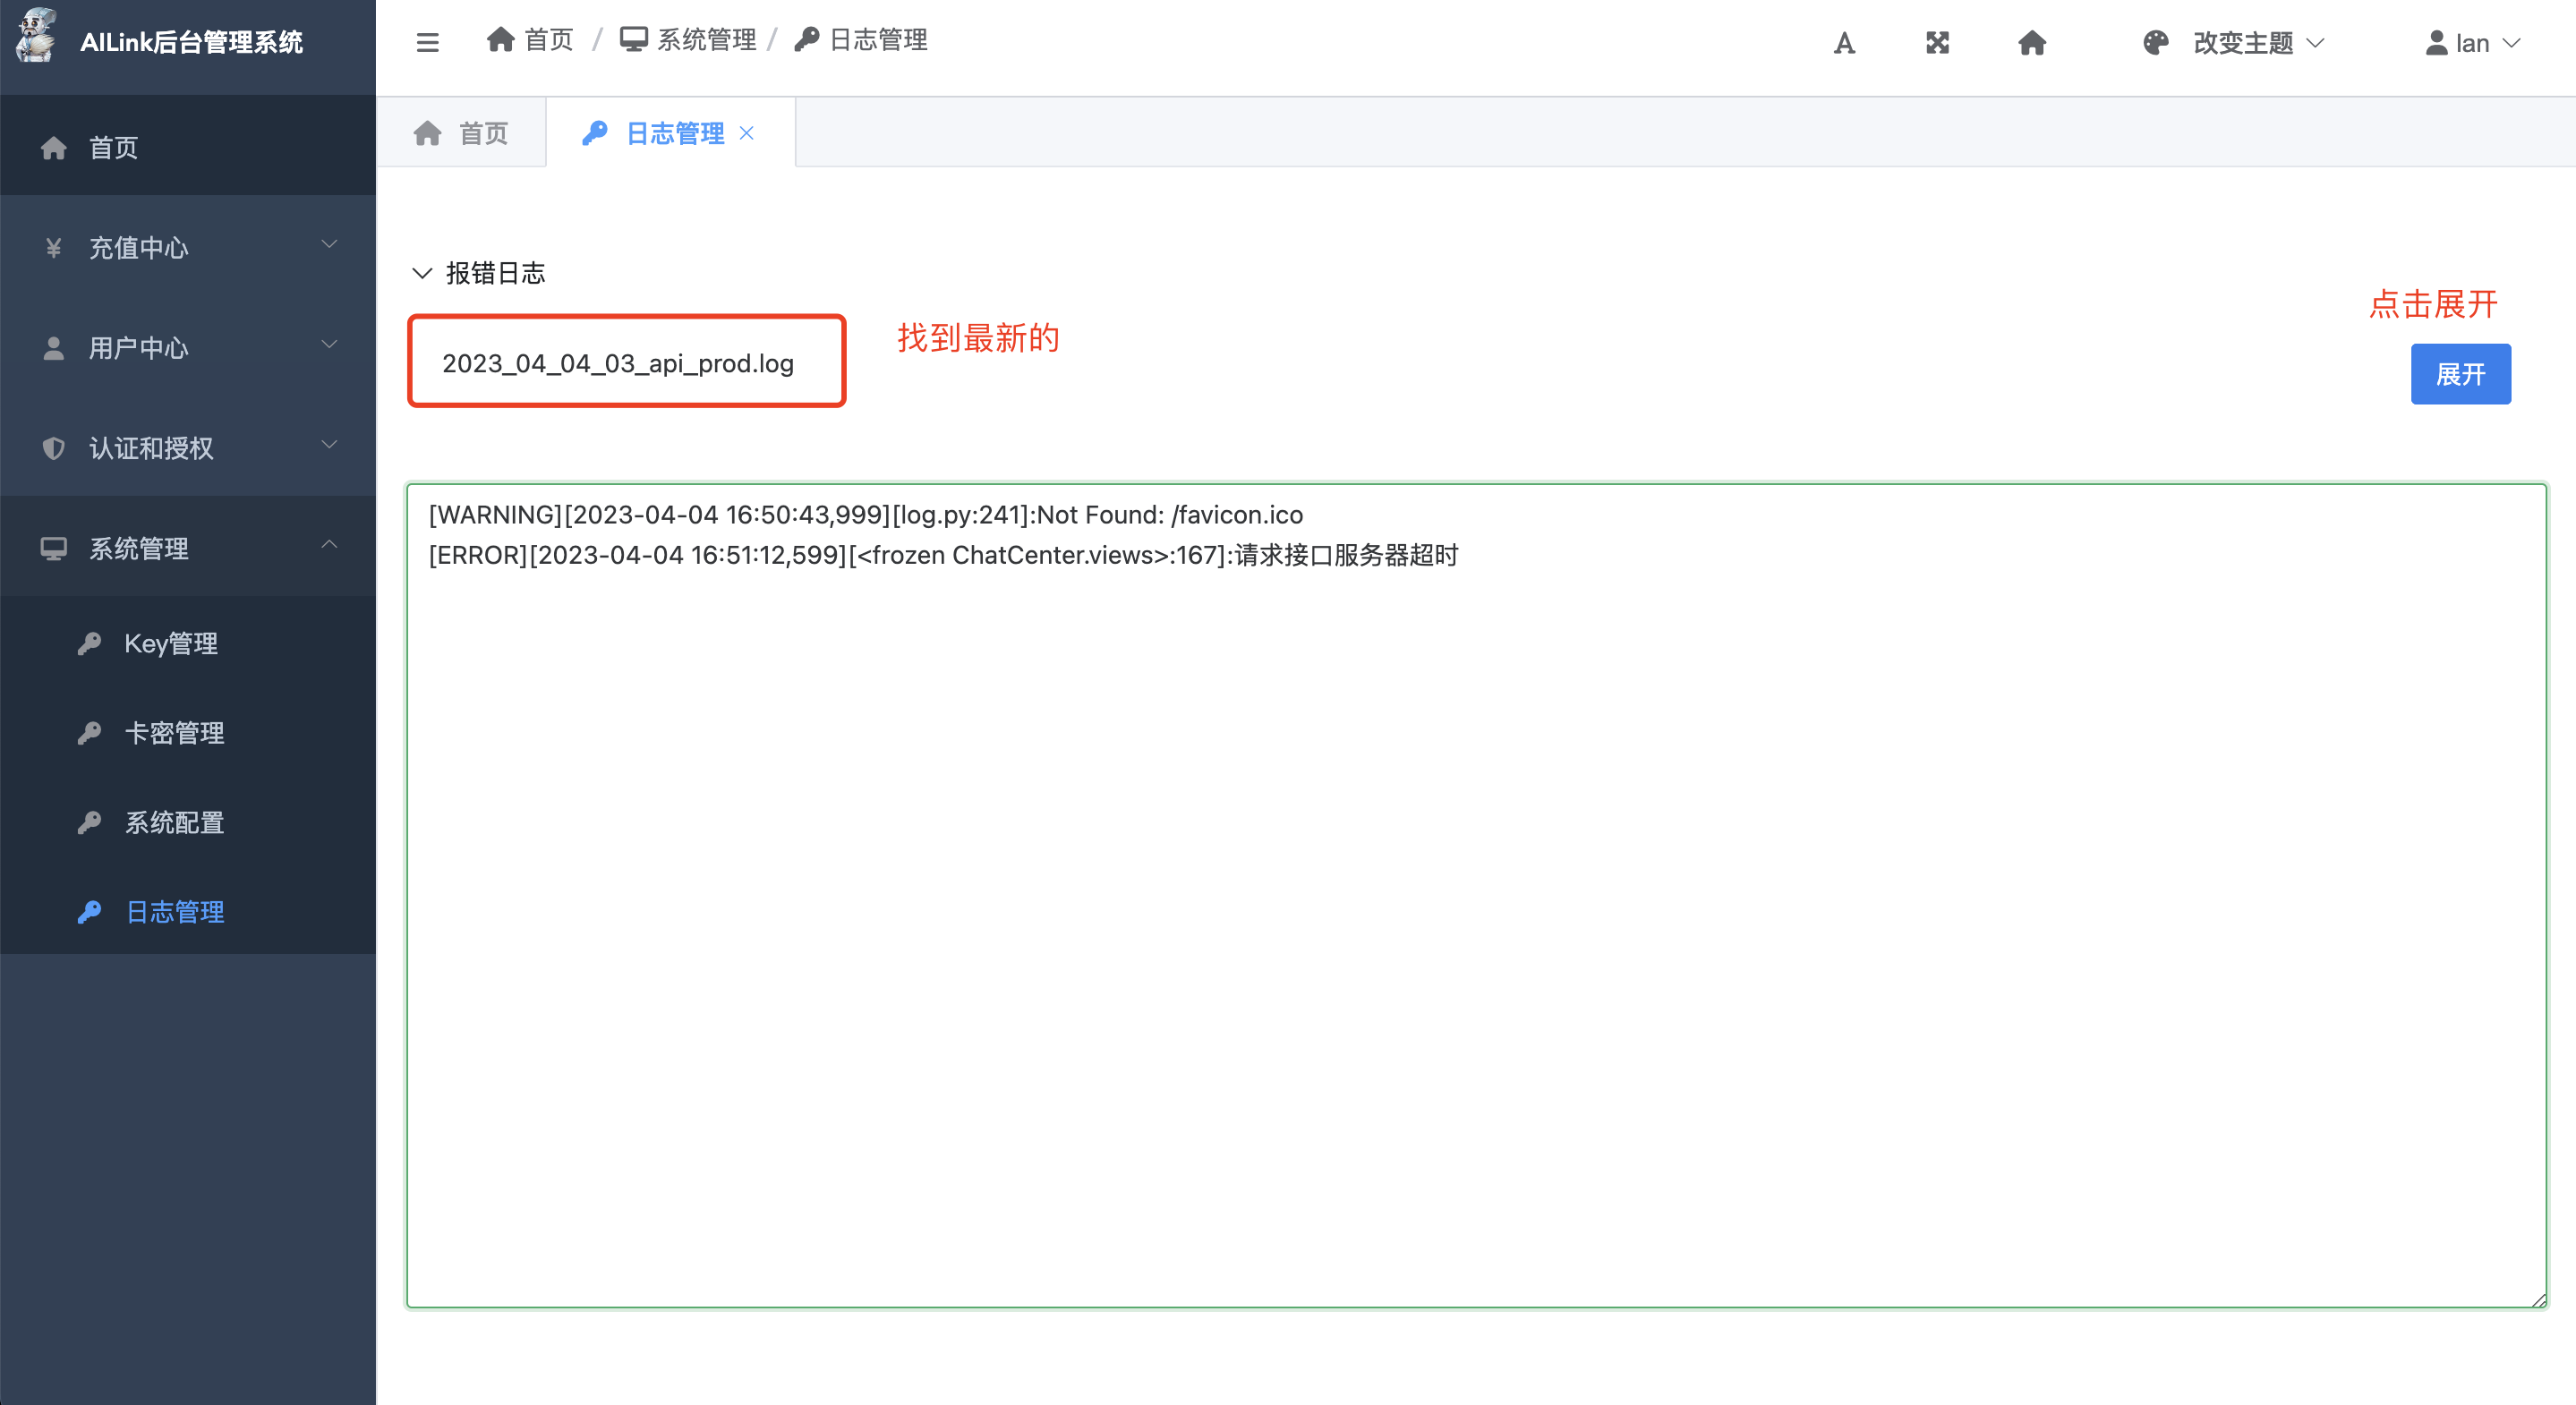 AILink后台管理系统
首页 / 系统管理 / 日志管理
改变主题
lan
首页
日志管理
首页
充值中心
用户中心
认证和授权
系统管理
Key管理
卡密管理
系统配置
日志管理
报错日志
2023_04_04_03_api_prod.log
找到最新的
点击展开
展开
[WARNING][2023-04-04 16:50:43,999][log.py:241]:Not Found: /favicon.ico
[ERROR][2023-04-04 16:51:12,599][<frozen ChatCenter.views>:167]:请求接口服务器超时